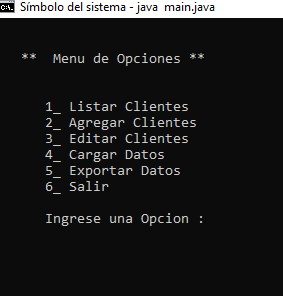 Símbolo del sistema - java main.java
** Menu de Opciones **
1_ Listar Clientes
2_ Agregar Clientes
3_ Editar Clientes
4_ Cargar Datos
5_ Exportar Datos
6_ Salir
Ingrese una Opcion :